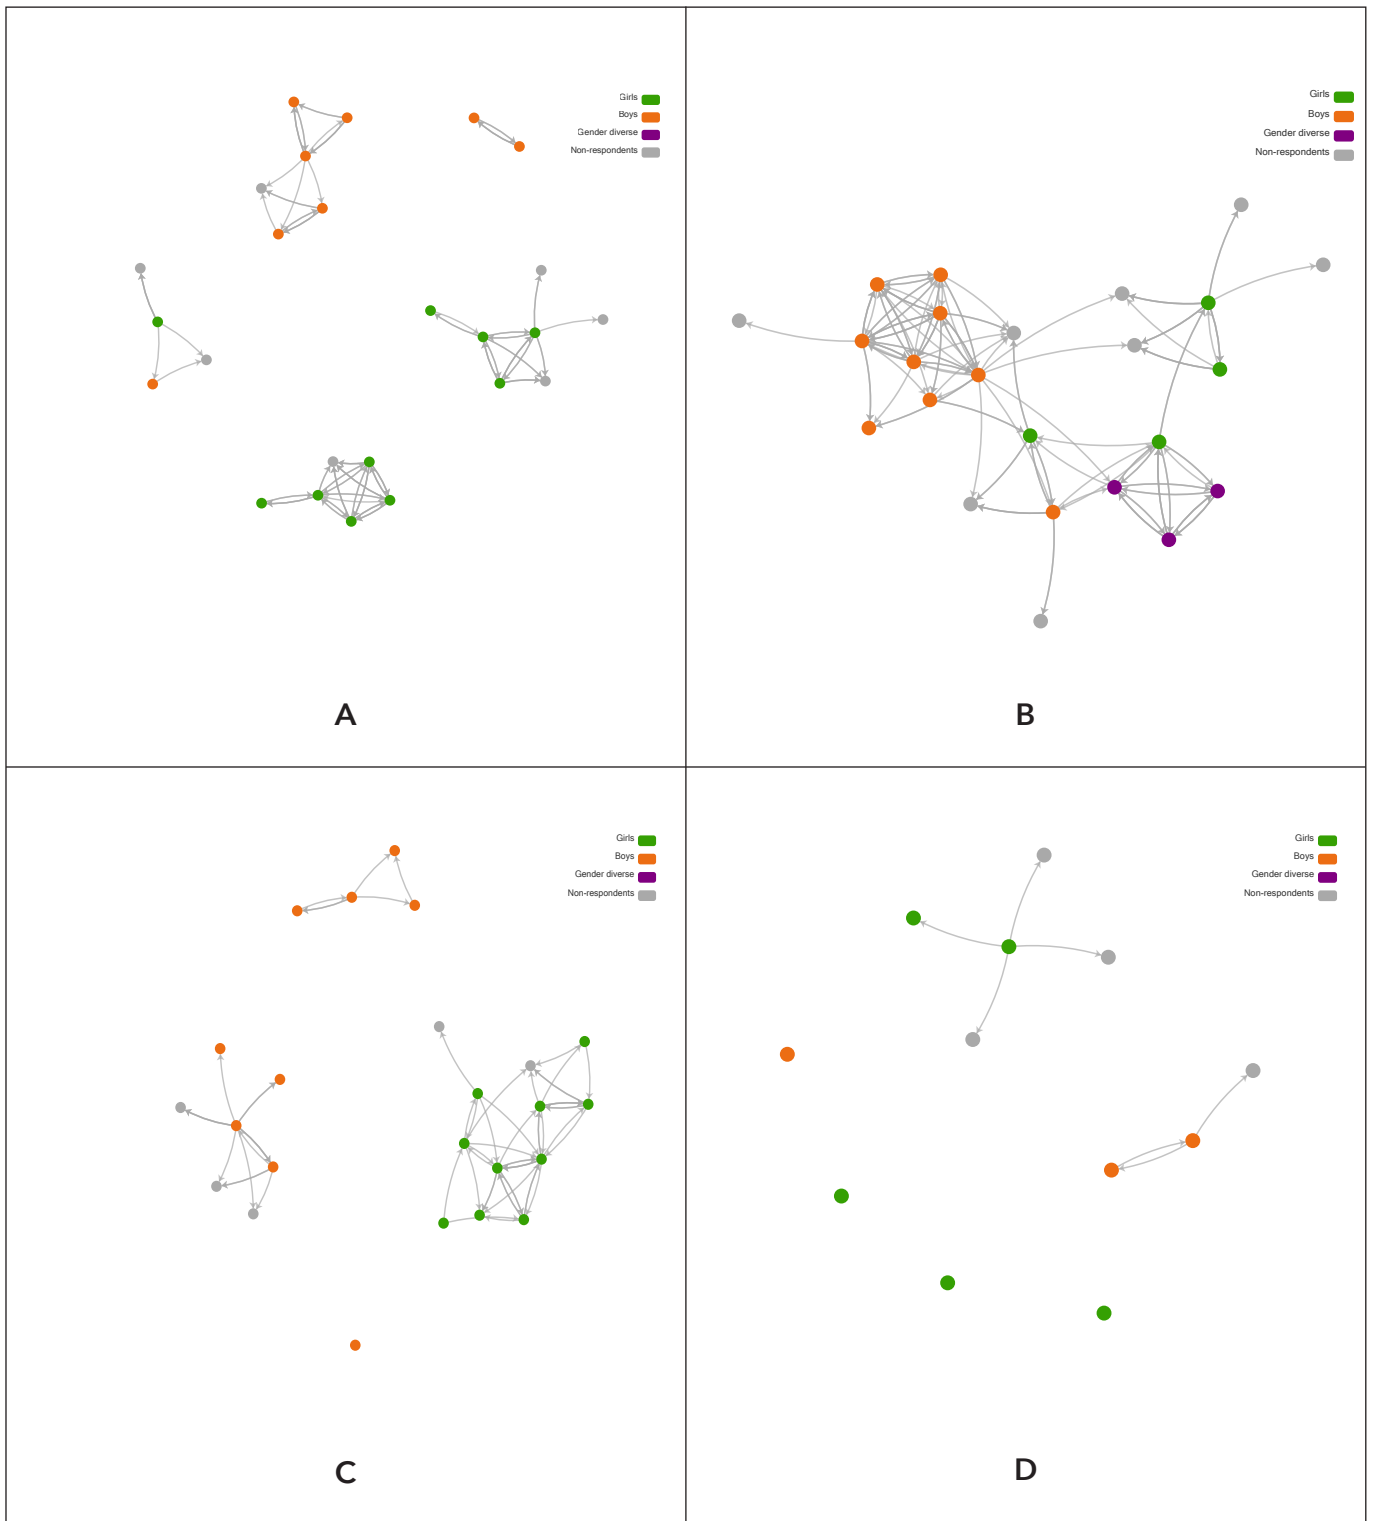 Girls
Boys
Gender diverse
Non-respondents
A
Girls
Boys
Gender diverse
Non-respondents
B
Girls
Boys
Gender diverse
Non-respondents
C
Girls
Boys
Gender diverse
Non-respondents
D